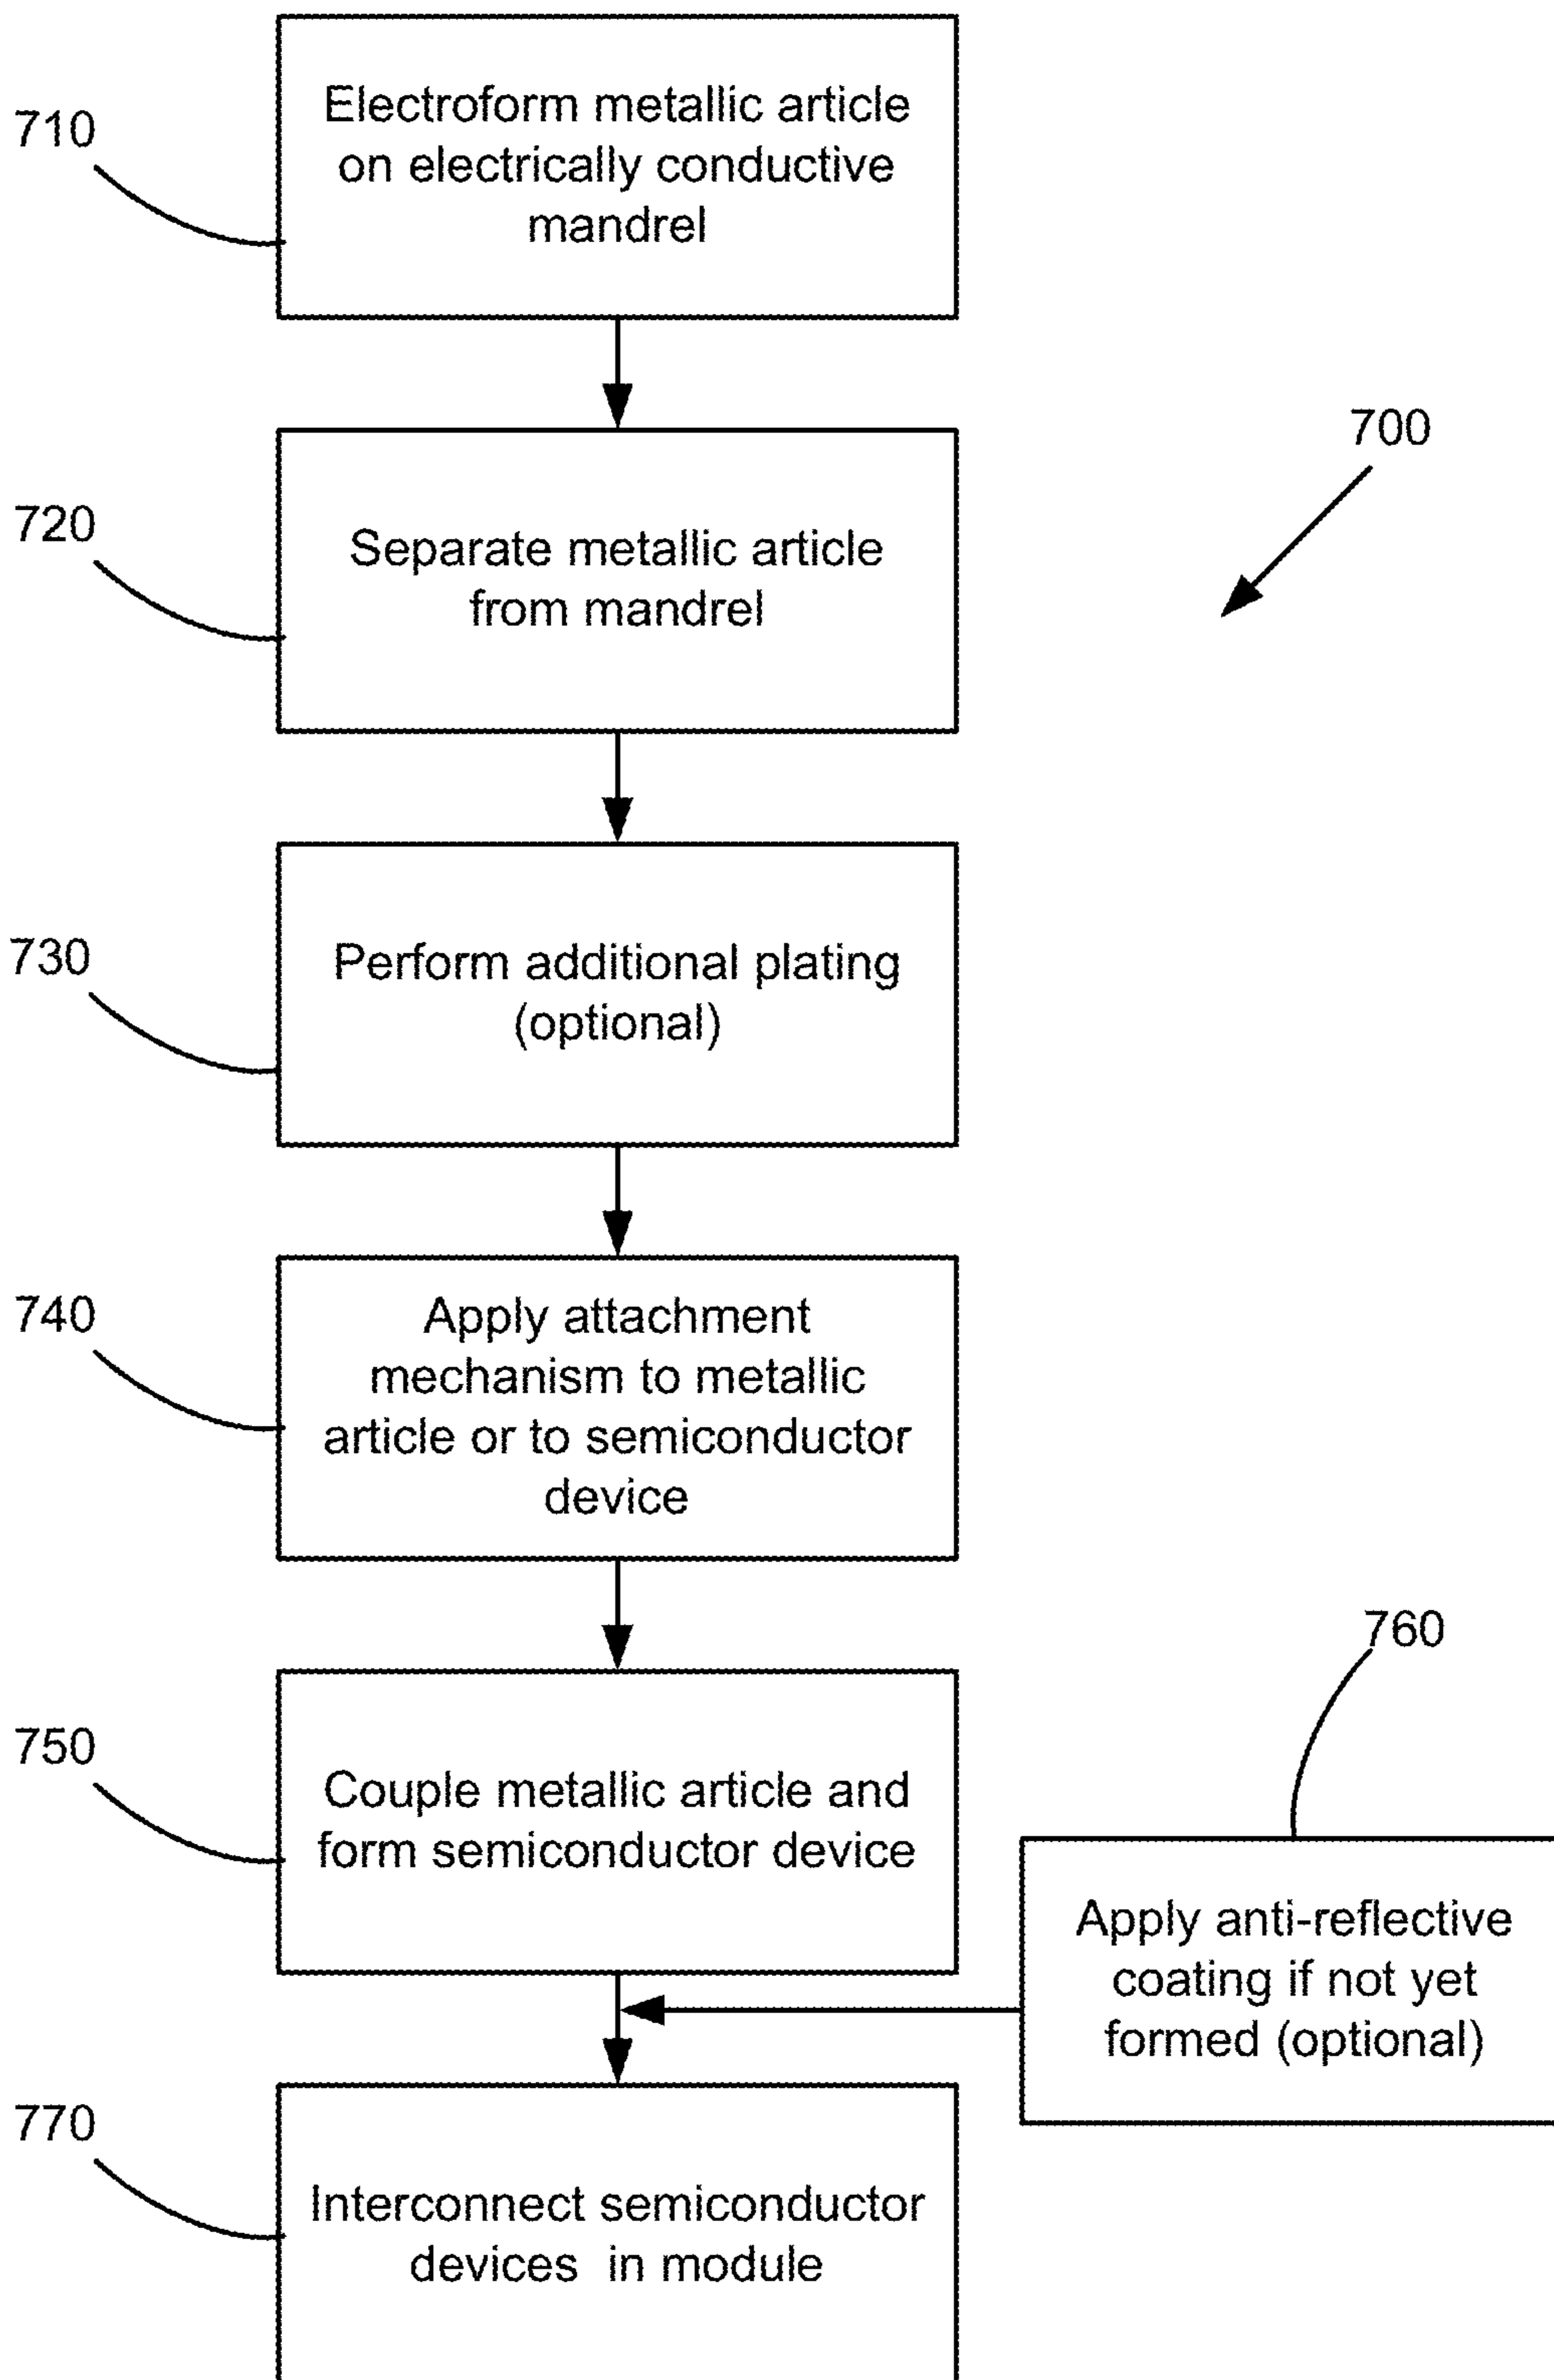 710
Electroform metallic article
on electrically conductive
mandrel
700
720
Separate metallic article
from mandrel
730
Perform additional plating
(optional)
740
Apply attachment
mechanism to metallic
article or to semiconductor
device
750
Couple metallic article and
form semiconductor device
760
Apply anti-reflective
coating if not yet
formed (optional)
770
Interconnect semiconductor
devices in module